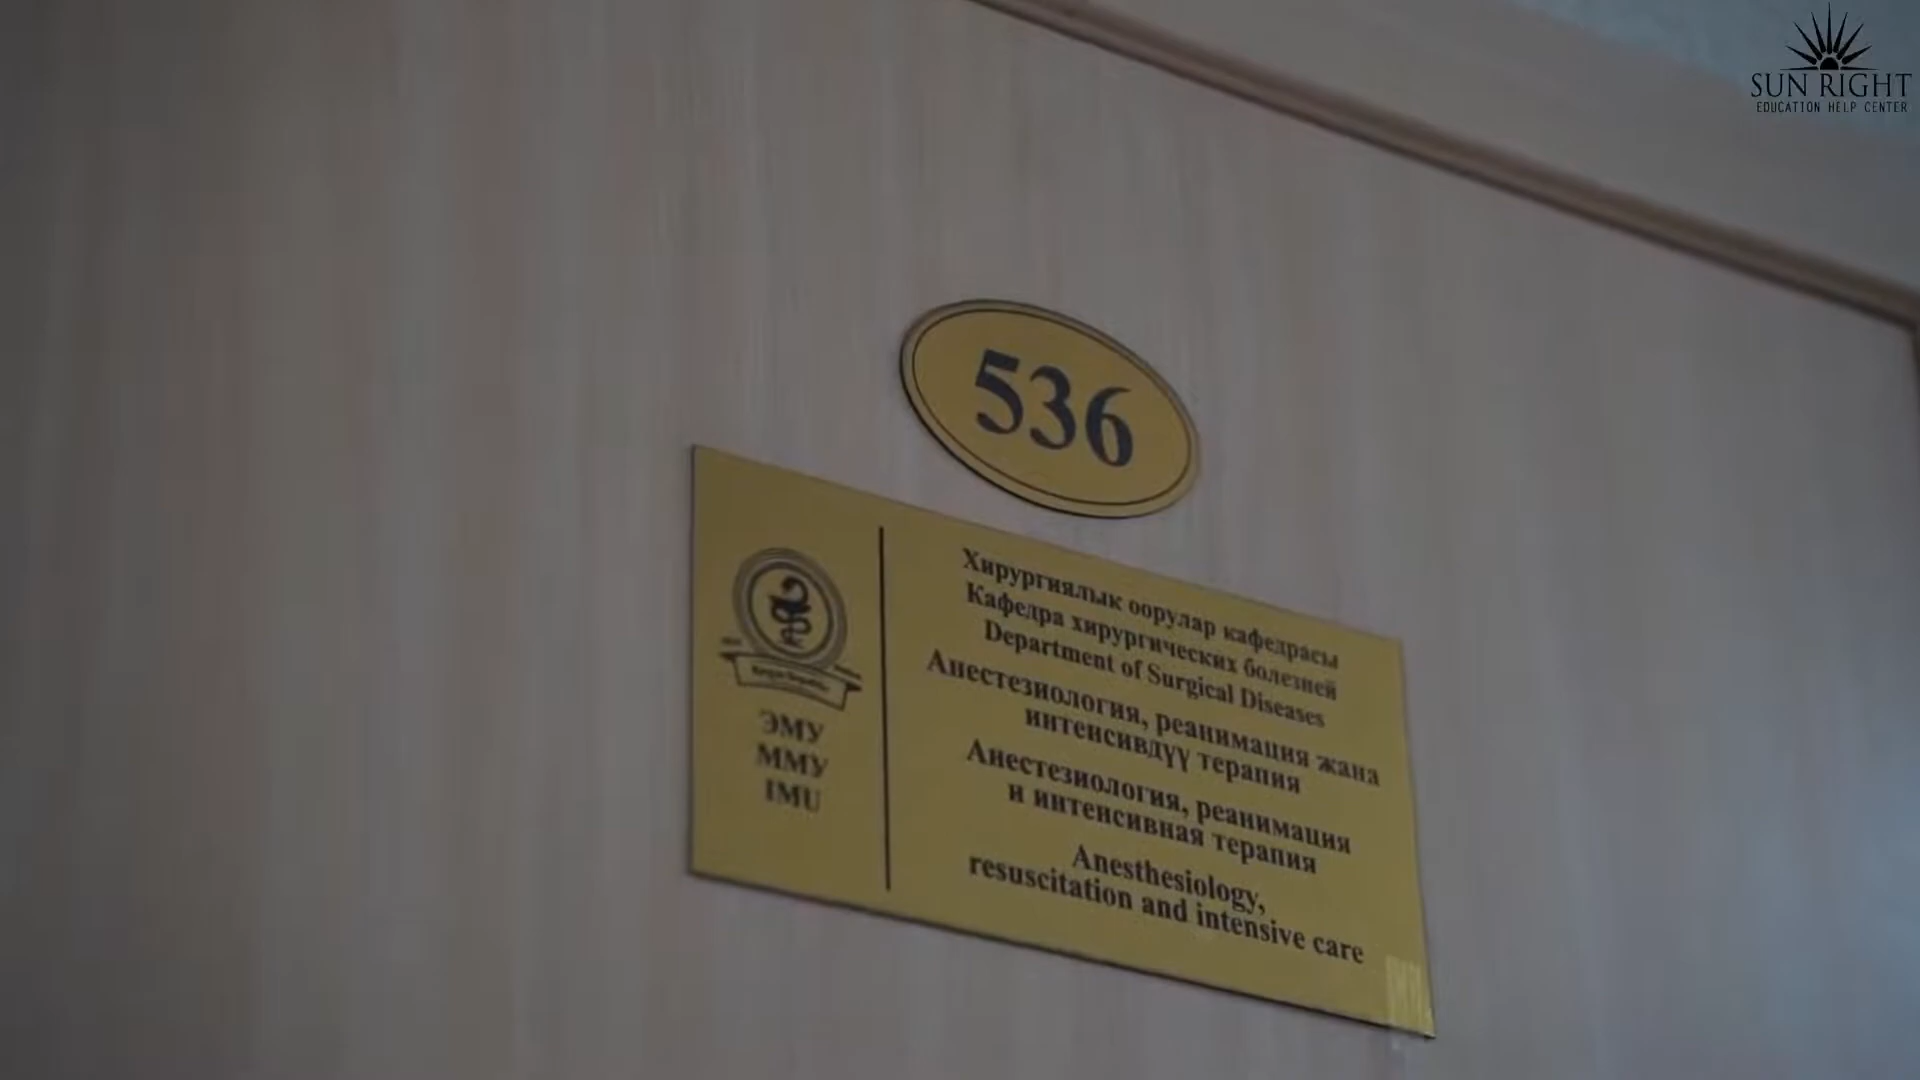 SUN RIGHT
EDUCATION HELP CENTER
536
Хирургиялык оорулар кафедрасы
Кафедра хирургических болезней
Department of Surgical Diseases
Анестезиология, реанимация жана
интенсивдүү терапия
Анестезиология, реанимация
и интенсивная терапия
Anesthesiology,
resuscitation and intensive care
ЭМУ
ММУ
IMU